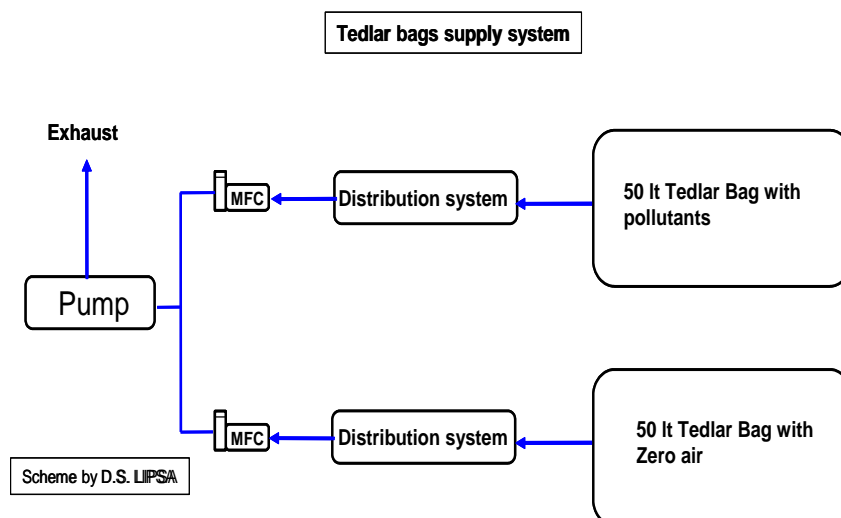 Tedlar bags supply system
Exhaust
MFC
Distribution system
50 lt Tedlar Bag with
pollutants
Pump
MFC
Distribution system
50 lt Tedlar Bag with
Zero air
Scheme by D.S. LIPSA